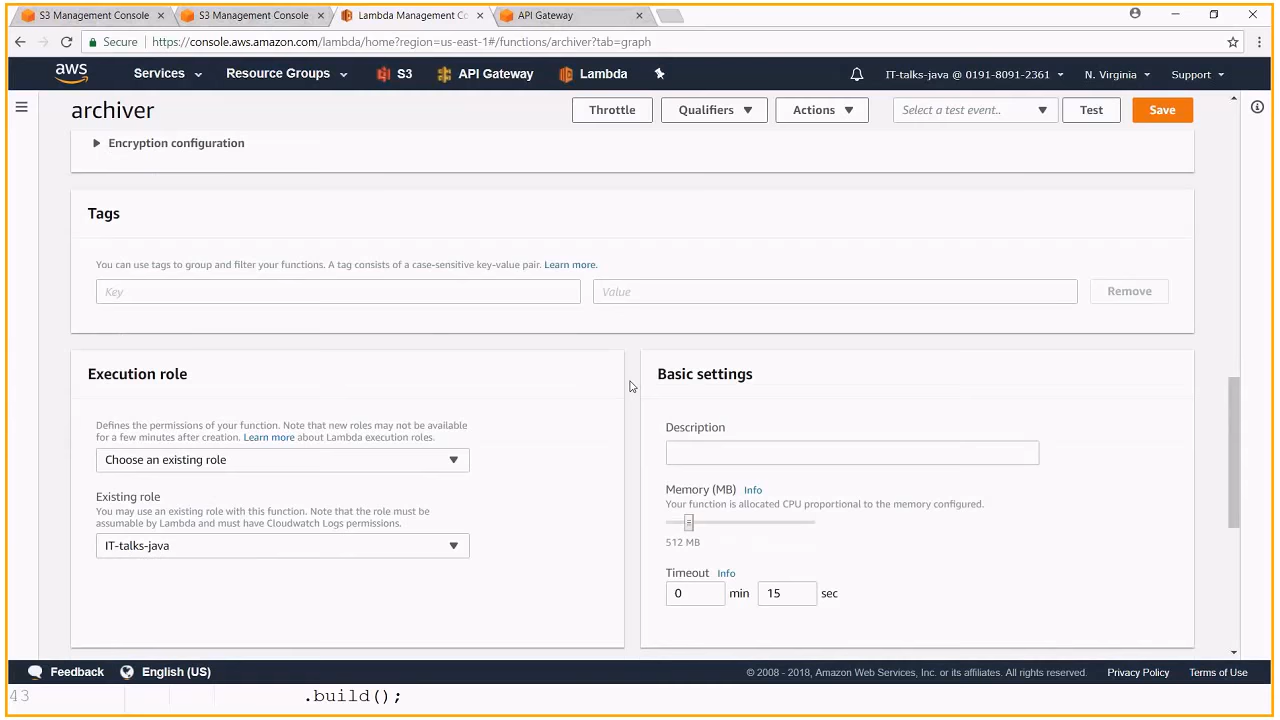 S3 Management Console
S3 Management Console
Lambda Management Co
API Gateway
Secure
https://console.aws.amazon.com/lambda/home?region=us-east-1#/functions/archiver?tab=graph
aws
Services
Resource Groups
S3
API Gateway
Lambda
IT-talks-java @ 0191-8091-2361
N. Virginia
Support
archiver
Throttle
Qualifiers
Actions
Select a test event..
Test
Save
Encryption configuration
Tags
You can use tags to group and filter your functions. A tag consists of a case-sensitive key-value pair. Learn more.
Key
Value
Remove
Execution role
Defines the permissions of your function. Note that new roles may not be available
for a few minutes after creation. Learn more about Lambda execution roles.
Choose an existing role
Existing role
You may use an existing role with this function. Note that the role must be
assumable by Lambda and must have Cloudwatch Logs permissions.
IT-talks-java
Basic settings
Description
Memory (MB) Info
Your function is allocated CPU proportional to the memory configured.
512 MB
Timeout Info
0 min 15 sec
Feedback
English (US)
© 2008 - 2018, Amazon Web Services, Inc. or its affiliates. All rights reserved.
Privacy Policy
Terms of Use
43 .build();